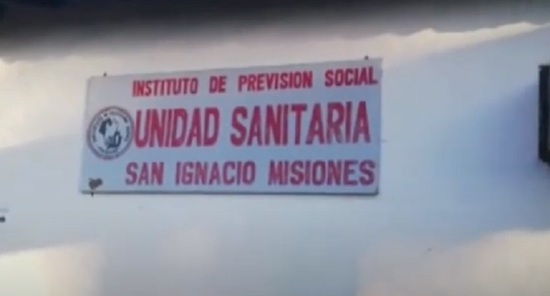 INSTITUTO DE PREVISION SOCIAL
UNIDAD SANITARIA
SAN IGNACIO MISIONES